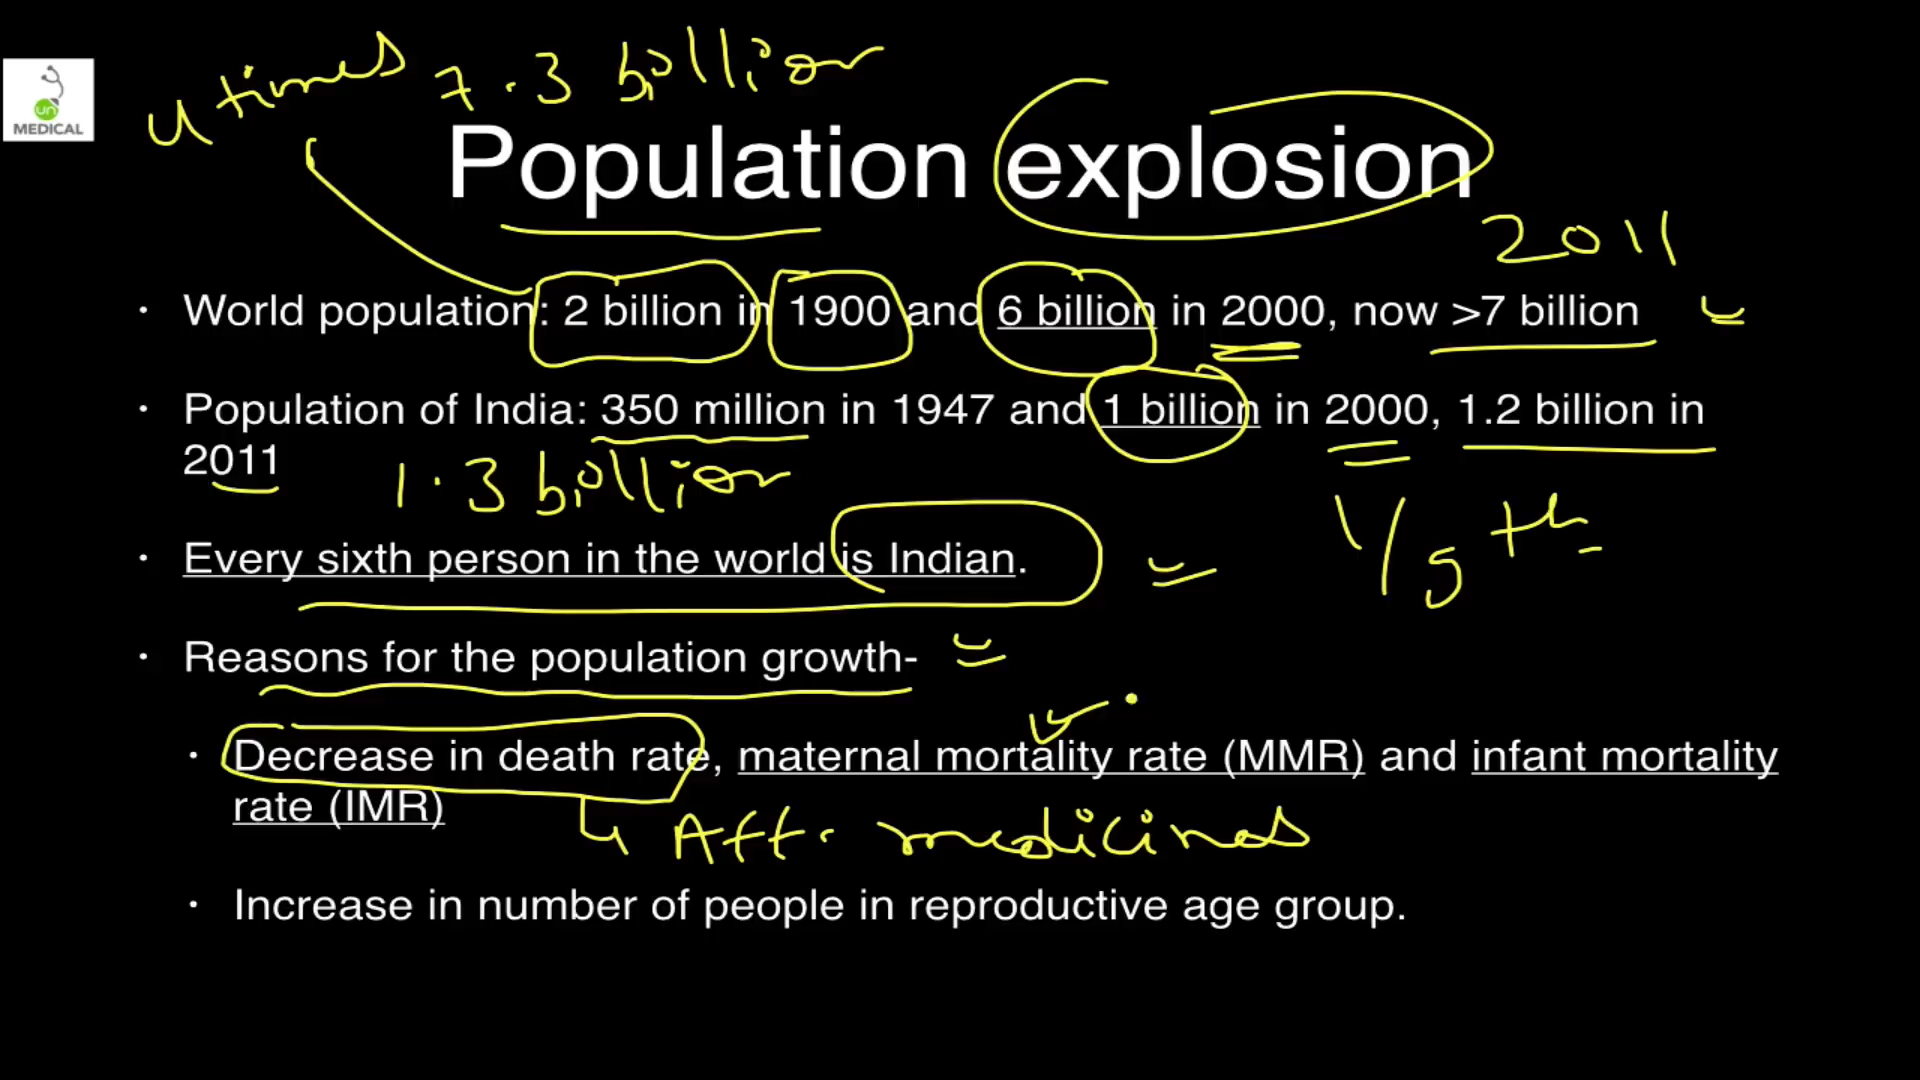 4 times 7.3 billion
un
MEDICAL
Population explosion
2011
• World population: 2 billion in 1900 and 6 billion in 2000, now >7 billion
• Population of India: 350 million in 1947 and 1 billion in 2000, 1.2 billion in
2011
1.3 billion
1/5th
• Every sixth person in the world is Indian.
• Reasons for the population growth-
• Decrease in death rate, maternal mortality rate (MMR) and infant mortality
rate (IMR)
Aff. medicines
• Increase in number of people in reproductive age group.